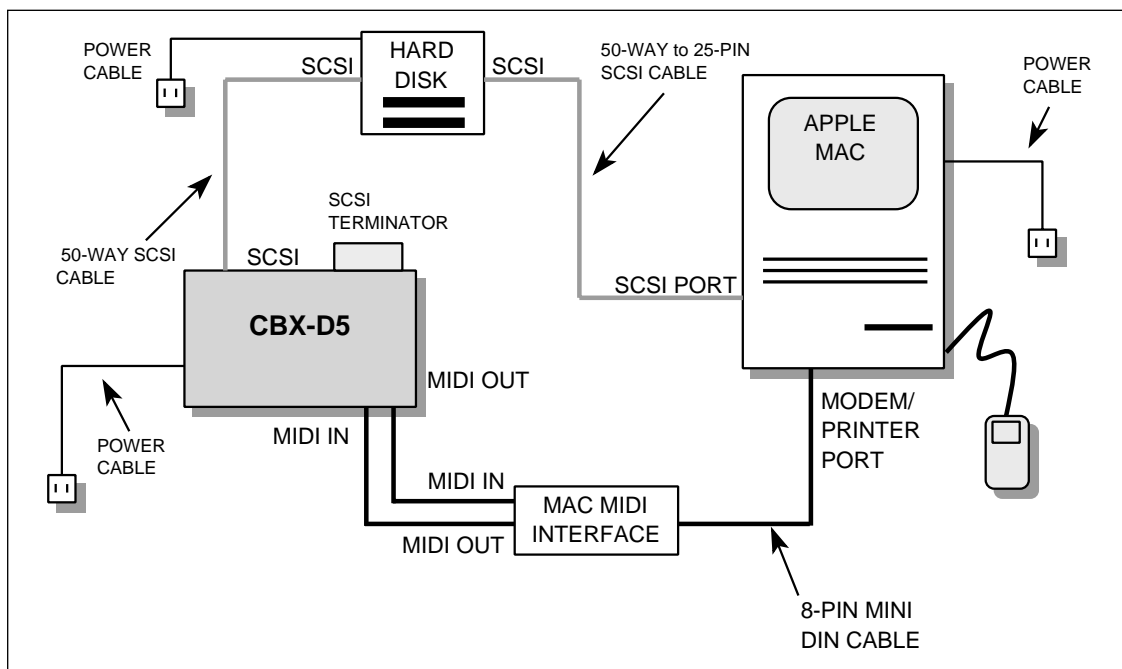 POWER
CABLE
SCSI
HARD
DISK
SCSI
50-WAY to 25-PIN
SCSI CABLE
POWER
CABLE
APPLE
MAC
SCSI
TERMINATOR
50-WAY SCSI
CABLE
SCSI
SCSI PORT
CBX-D5
MIDI OUT
MIDI IN
POWER
CABLE
MODEM/
PRINTER
PORT
MIDI IN
MAC MIDI
INTERFACE
MIDI OUT
8-PIN MINI
DIN CABLE